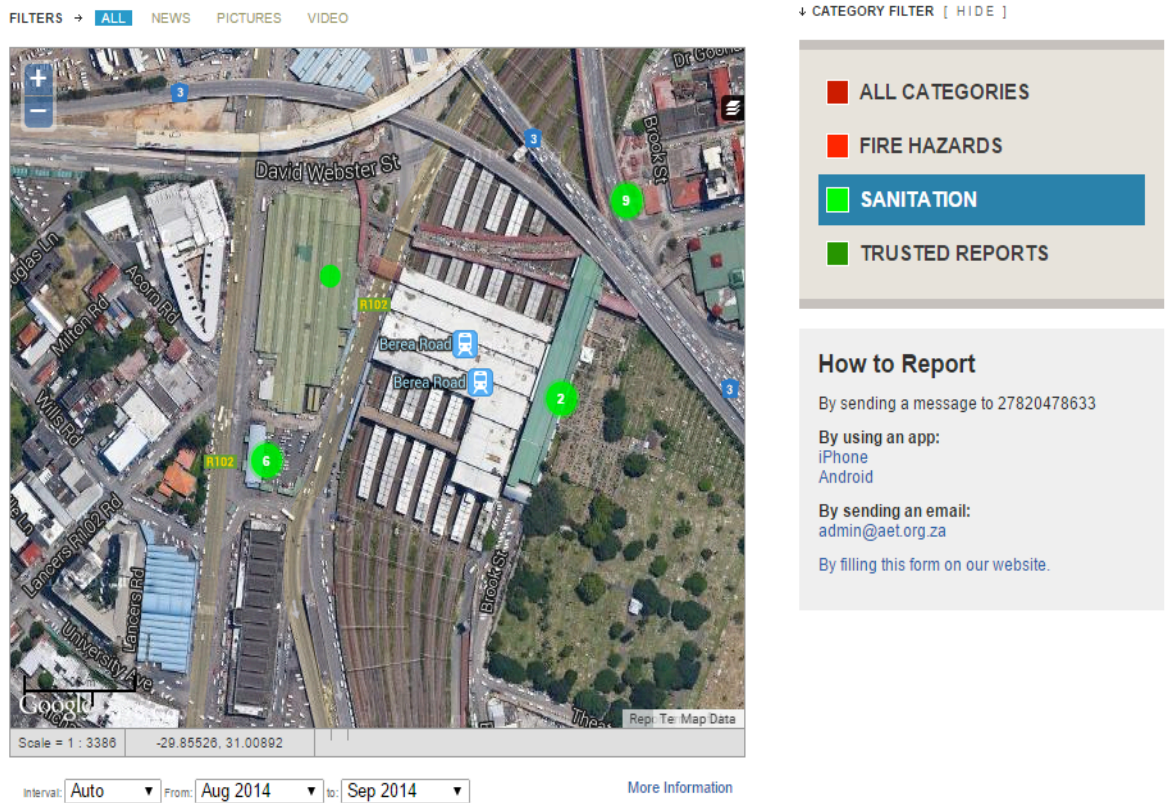 FILTERS → ALL NEWS PICTURES VIDEO
↓ CATEGORY FILTER [ HIDE ]
+
−
3
3
3
David Webster St
Brook St
9
Acorn Rd
Milton Rd
R102
Berea Road
Berea Road
2
Wills Rd
R102
6
Lancers R102 Rd
Lancers Rd
Brook St
University Ave
Google
Map Data
Scale = 1 : 3386 -29.85526, 31.00892
Interval: Auto ▼ From: Aug 2014 ▼ to: Sep 2014 ▼ More Information
ALL CATEGORIES
FIRE HAZARDS
SANITATION
TRUSTED REPORTS
How to Report
By sending a message to 27820478633
By using an app:
iPhone
Android
By sending an email:
admin@aet.org.za
By filling this form on our website.